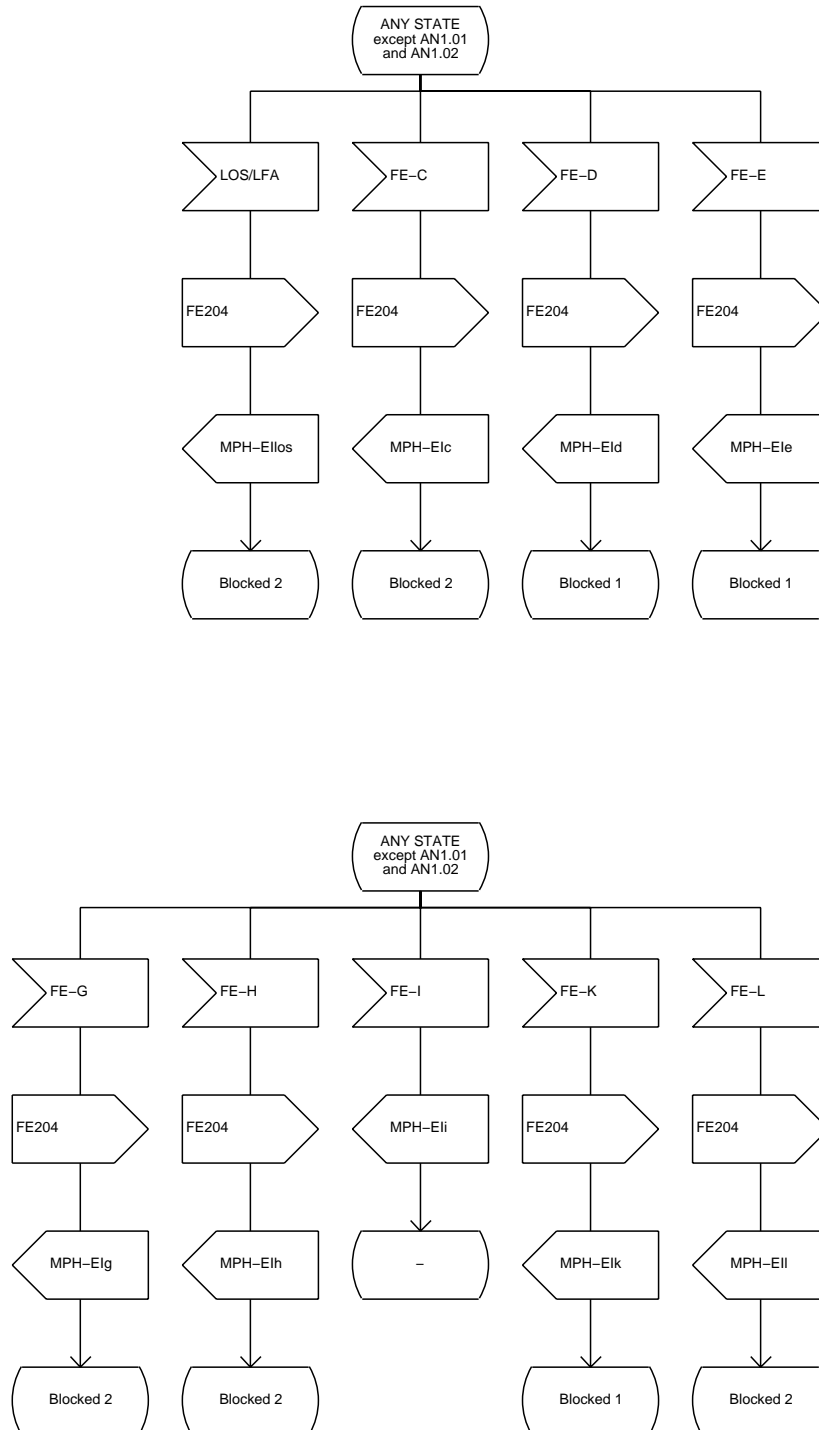 ANY STATE
except AN1.01
and AN1.02
LOS/LFA
FE–C
FE–D
FE–E
FE204
FE204
FE204
FE204
MPH–EIlos
MPH–EIc
MPH–EId
MPH–EIe
Blocked 2
Blocked 2
Blocked 1
Blocked 1
ANY STATE
except AN1.01
and AN1.02
FE–G
FE–H
FE–I
FE–K
FE–L
FE204
FE204
MPH–EIi
FE204
FE204
MPH–EIg
MPH–EIh
–
MPH–EIk
MPH–EIl
Blocked 2
Blocked 2
Blocked 1
Blocked 2